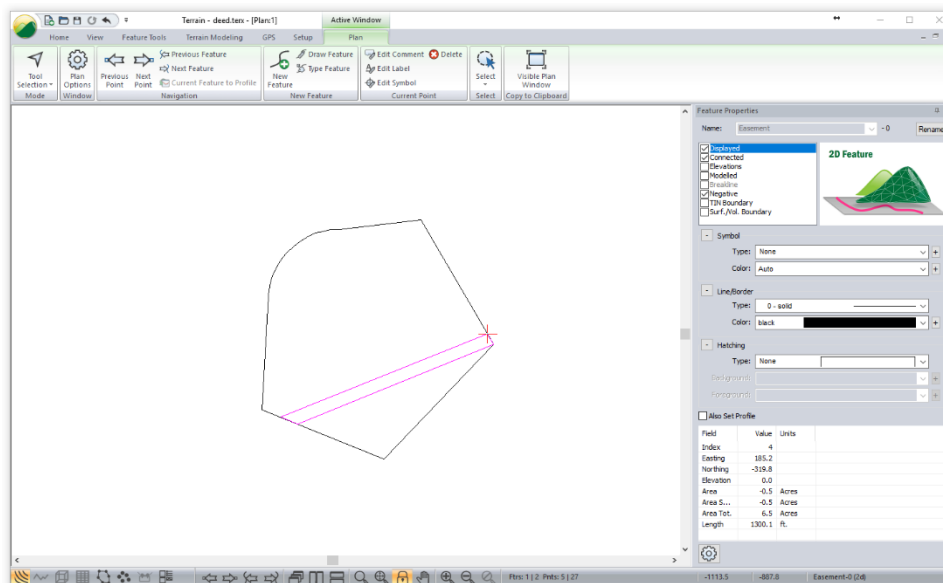 Terrain - deed.terx - [Plan:1]
Active Window
Home View Feature Tools Terrain Modeling GPS Setup Plan
Tool Selection
Plan Options
Previous Point
Next Point
Previous Feature
Next Feature
Current Feature to Profile
New Feature
Draw Feature
Type Feature
Edit Comment
Delete
Edit Label
Edit Symbol
Select
Visible Plan Window
Mode Window Navigation New Feature Current Point Select Copy to Clipboard
Feature Properties
Name: Easement - 0 Rename
Displayed
Connected
Elevations
Modelled
Breakline
Negative
TIN Boundary
Surf./Vol. Boundary
2D Feature
Symbol
Type: None
Color: Auto
Line/Border
Type: 0 - solid
Color: black
Hatching
Type: None
Background:
Foreground:
Also Set Profile
Field Value Units
Index 4
Easting 185.2
Northing -319.8
Elevation 0.0
Area -0.5 Acres
Area S... -0.5 Acres
Area Tot. 6.5 Acres
Length 1300.1 ft.
Ftrs: 1 | 2 Pnts: 5 | 27
-1113.5 -887.8 Easement-0 (2d)